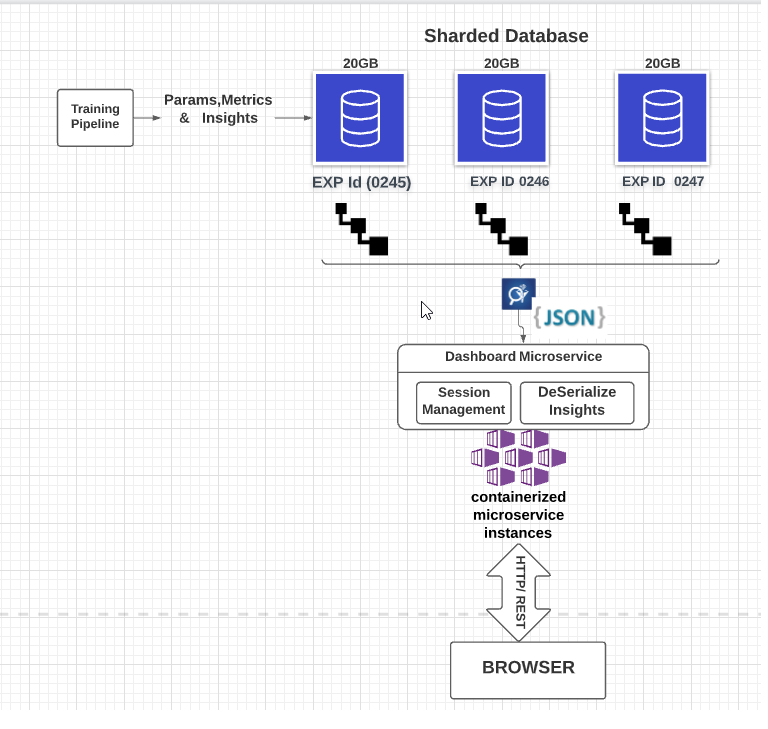 Sharded Database
20GB
20GB
20GB
Training
Pipeline
Params,Metrics
& Insights
EXP Id (0245)
EXP ID 0246
EXP ID 0247
{JSON}
Dashboard Microservice
Session
Management
DeSerialize
Insights
containerized
microservice
instances
HTTP/ REST
BROWSER